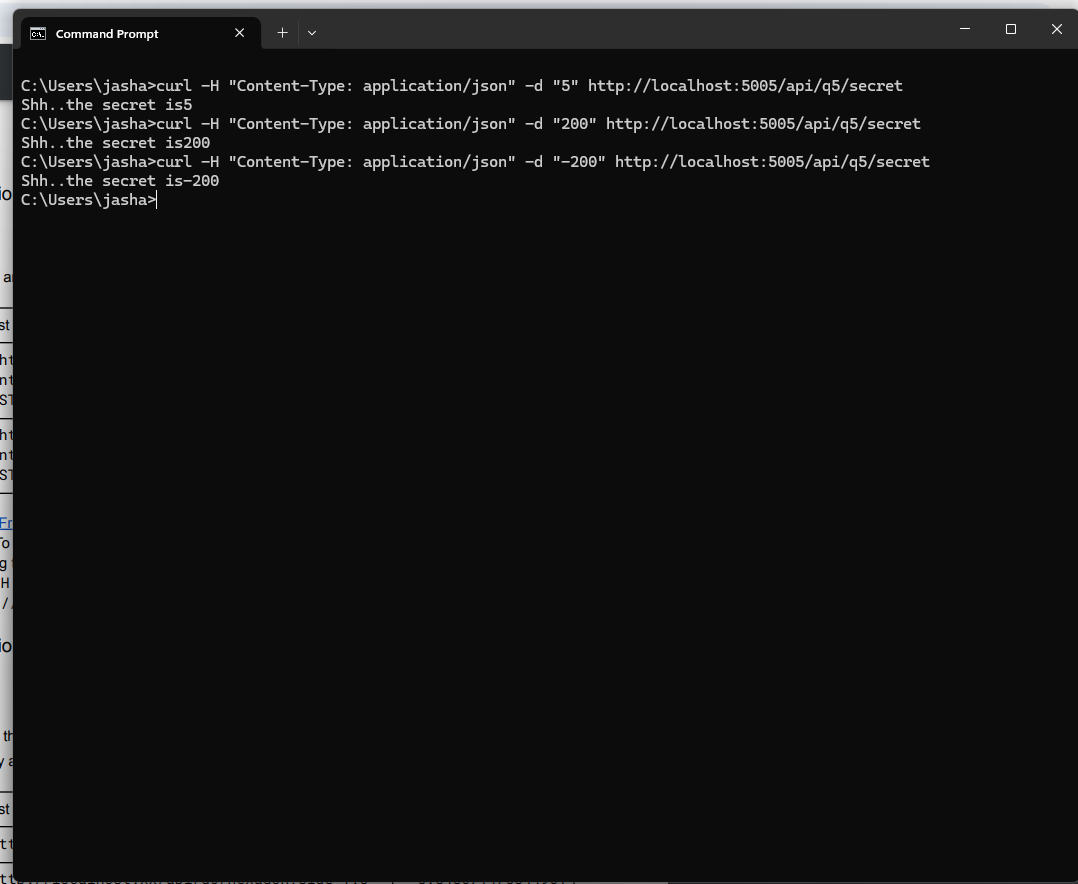 Command Prompt
C:\Users\jasha>curl -H "Content-Type: application/json" -d "5" http://localhost:5005/api/q5/secret
Shh..the secret is5
C:\Users\jasha>curl -H "Content-Type: application/json" -d "200" http://localhost:5005/api/q5/secret
Shh..the secret is200
C:\Users\jasha>curl -H "Content-Type: application/json" -d "-200" http://localhost:5005/api/q5/secret
Shh..the secret is-200
C:\Users\jasha>